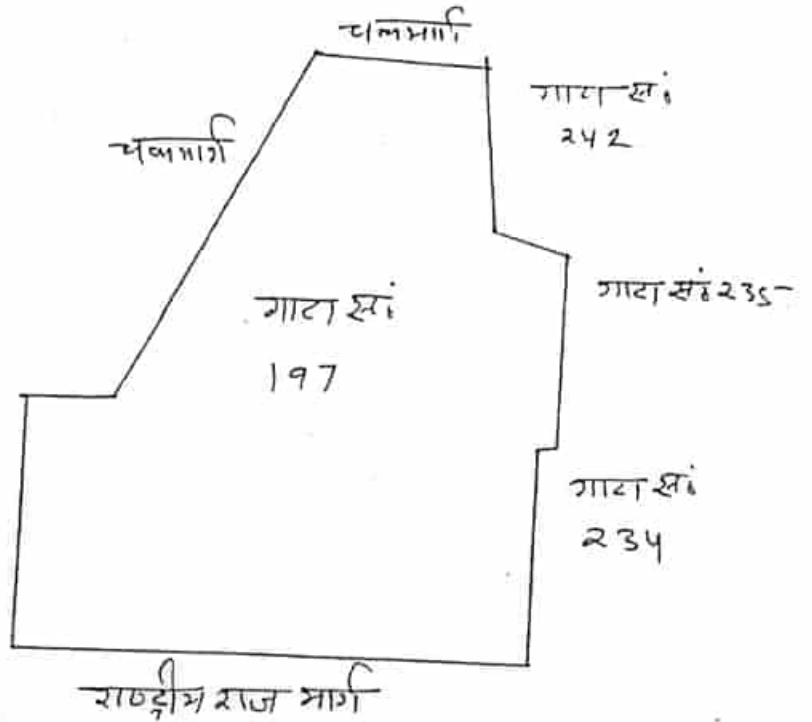 चकमार्ग
गाटा सं॰
242
चकमार्ग
गाटा सं॰ 235
गाटा सं॰
197
गाटा सं॰
234
राष्ट्रीय राज मार्ग